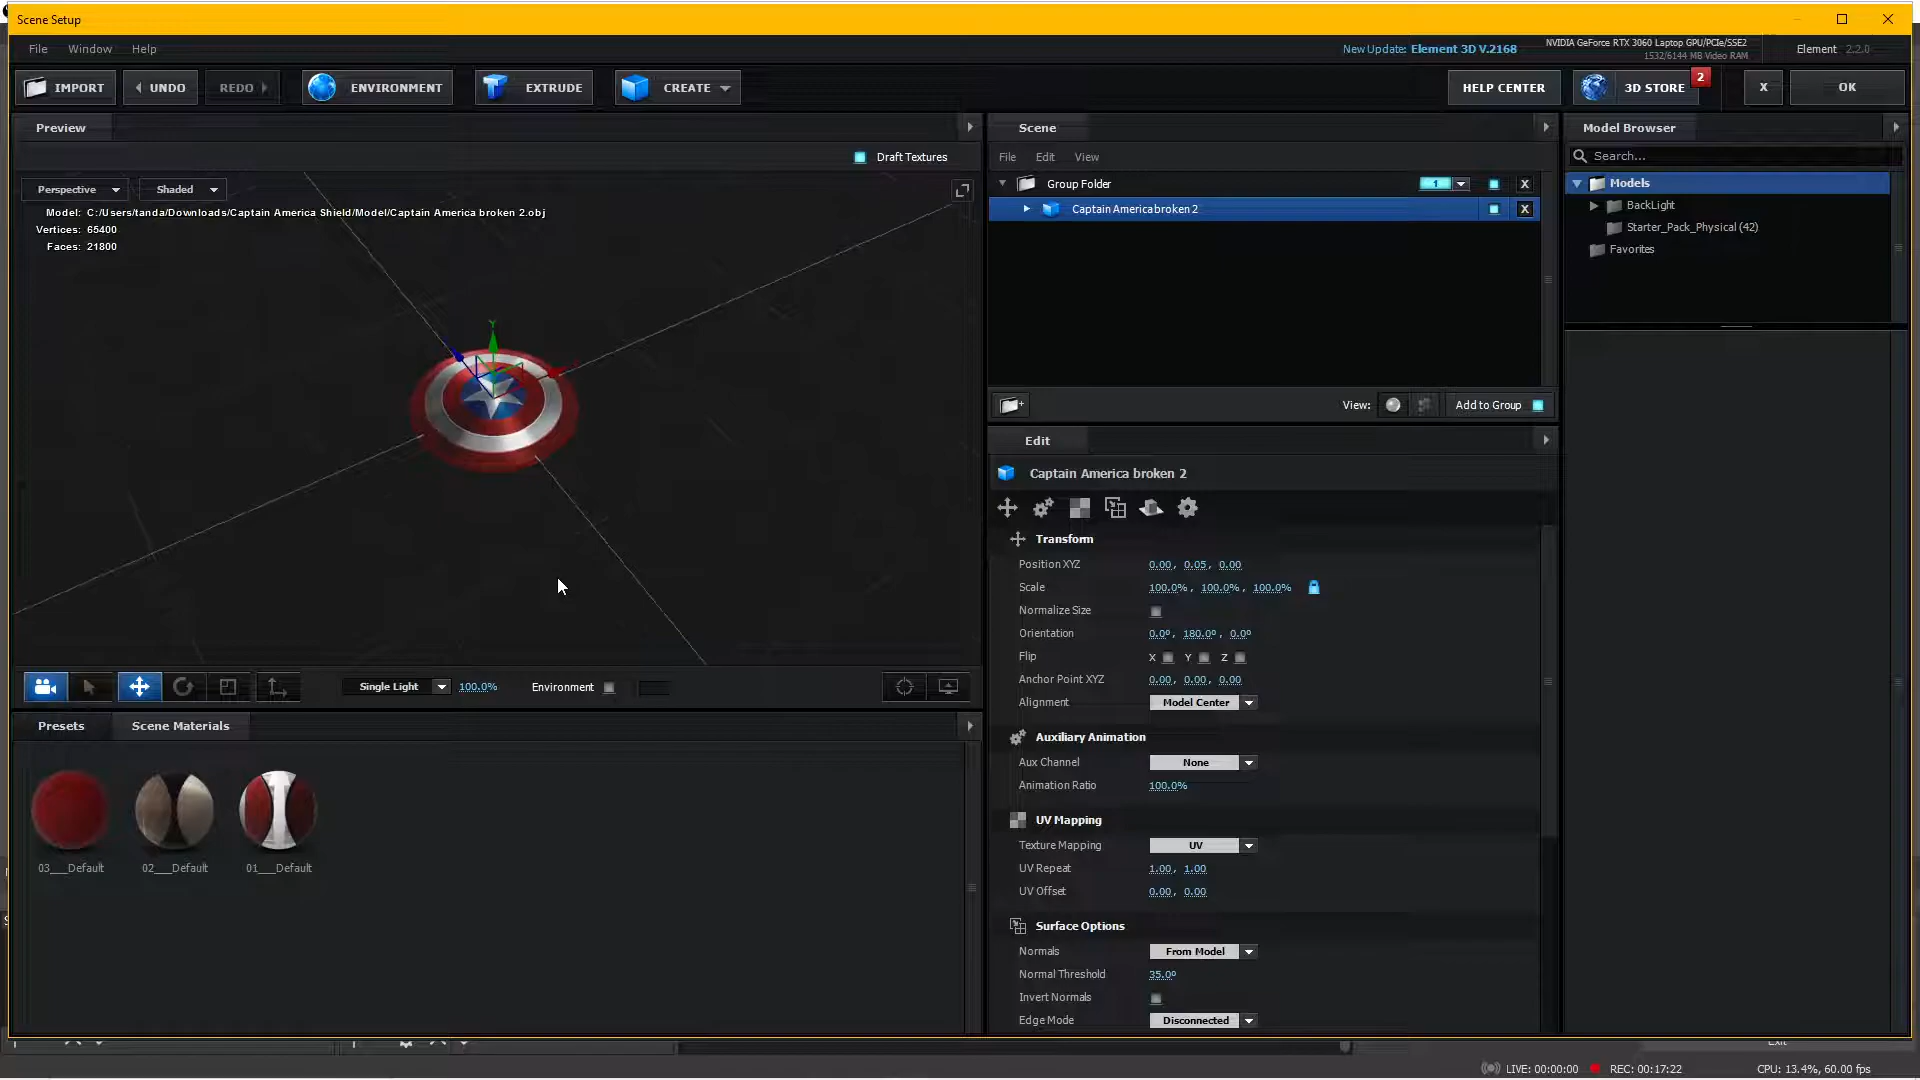 Scene Setup
File Window Help
New Update: Element 3D V.2168
NVIDIA GeForce RTX 3060 Laptop GPU/PCIe/SSE2
1532/6144 MB Video RAM
Element 2.2.0
IMPORT
UNDO
REDO
ENVIRONMENT
EXTRUDE
CREATE
HELP CENTER
3D STORE
2
X
OK
Preview
Draft Textures
Perspective
Shaded
Model: C:/Users/tanda/Downloads/Captain America Shield/Model/Captain America broken 2.obj
Vertices: 65400
Faces: 21800
Y
Single Light
100.0%
Environment
Presets
Scene Materials
03___Default
02___Default
01___Default
Scene
File Edit View
Group Folder
1
X
Captain America broken 2
X
View:
Add to Group
Edit
Captain America broken 2
Transform
Position XYZ 0.00, 0.05, 0.00
Scale 100.0%, 100.0%, 100.0%
Normalize Size
Orientation 0.0º, 180.0º, 0.0º
Flip X Y Z
Anchor Point XYZ 0.00, 0.00, 0.00
Alignment Model Center
Auxiliary Animation
Aux Channel None
Animation Ratio 100.0%
UV Mapping
Texture Mapping UV
UV Repeat 1.00, 1.00
UV Offset 0.00, 0.00
Surface Options
Normals From Model
Normal Threshold 35.0º
Invert Normals
Edge Mode Disconnected
Model Browser
Search...
Models
BackLight
Starter_Pack_Physical (42)
Favorites
Exit
LIVE: 00:00:00
REC: 00:17:22
CPU: 13.4%, 60.00 fps